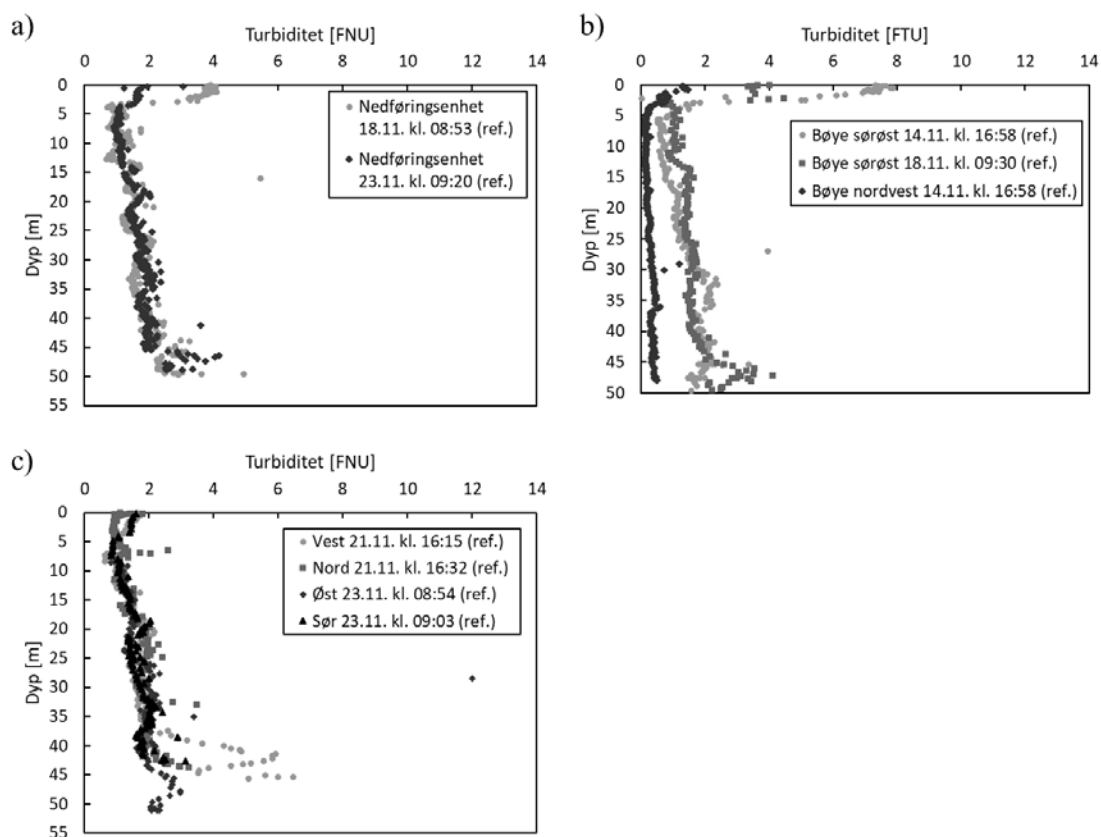 a)
Turbiditet [FNU]
0 2 4 6 8 10 12 14
Dyp [m]
0
5
10
15
20
25
30
35
40
45
50
55
Nedføringsenhet
18.11. kl. 08:53 (ref.)
Nedføringsenhet
23.11. kl. 09:20 (ref.)
b)
Turbiditet [FTU]
0 2 4 6 8 10 12 14
Dyp [m]
0
10
20
30
40
50
Bøye sørøst 14.11. kl. 16:58 (ref.)
Bøye sørøst 18.11. kl. 09:30 (ref.)
Bøye nordvest 14.11. kl. 16:58 (ref.)
c)
Turbiditet [FNU]
0 2 4 6 8 10 12 14
Dyp [m]
0
5
10
15
20
25
30
35
40
45
50
55
Vest 21.11. kl. 16:15 (ref.)
Nord 21.11. kl. 16:32 (ref.)
Øst 23.11. kl. 08:54 (ref.)
Sør 23.11. kl. 09:03 (ref.)